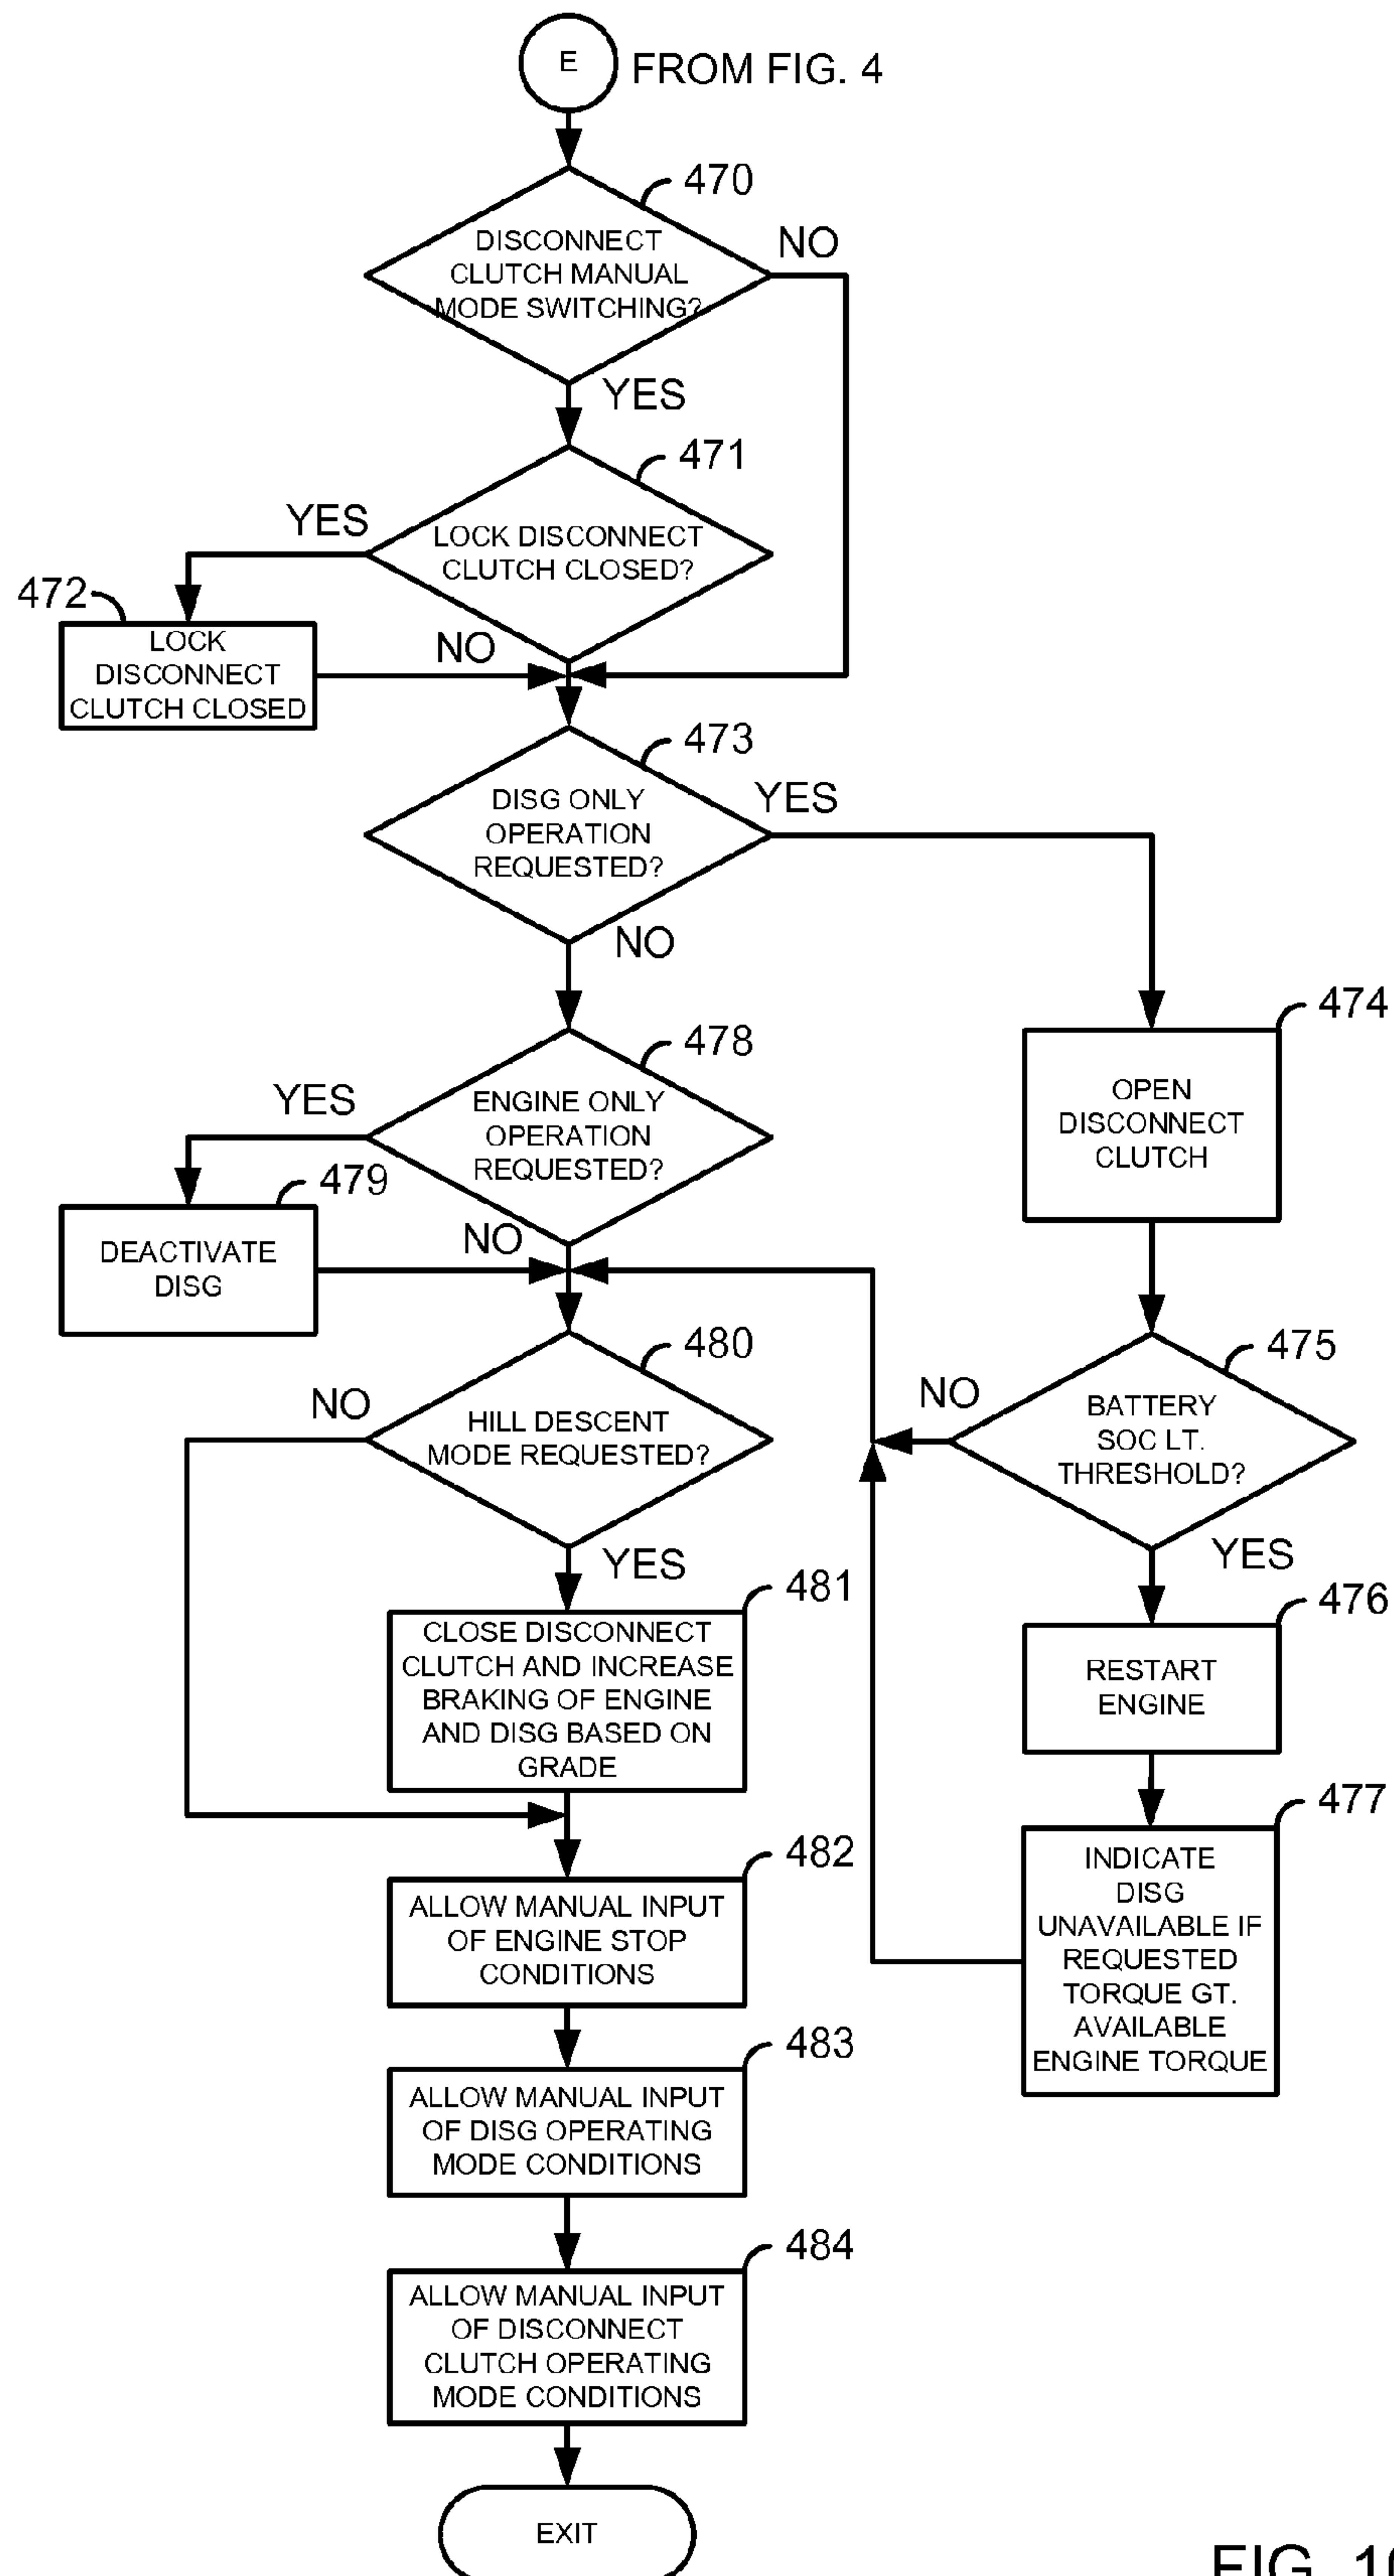 E
FROM FIG. 4
470
DISCONNECT
CLUTCH MANUAL
MODE SWITCHING?
NO
YES
471
LOCK DISCONNECT
CLUTCH CLOSED?
YES
NO
472
LOCK
DISCONNECT
CLUTCH CLOSED
473
DISG ONLY
OPERATION
REQUESTED?
YES
NO
474
OPEN
DISCONNECT
CLUTCH
478
ENGINE ONLY
OPERATION
REQUESTED?
YES
NO
479
DEACTIVATE
DISG
475
BATTERY
SOC LT.
THRESHOLD?
NO
YES
480
HILL DESCENT
MODE REQUESTED?
NO
YES
476
RESTART
ENGINE
481
CLOSE DISCONNECT
CLUTCH AND INCREASE
BRAKING OF ENGINE
AND DISG BASED ON
GRADE
477
INDICATE
DISG
UNAVAILABLE IF
REQUESTED
TORQUE GT.
AVAILABLE
ENGINE TORQUE
482
ALLOW MANUAL INPUT
OF ENGINE STOP
CONDITIONS
483
ALLOW MANUAL INPUT
OF DISG OPERATING
MODE CONDITIONS
484
ALLOW MANUAL INPUT
OF DISCONNECT
CLUTCH OPERATING
MODE CONDITIONS
EXIT
FIG.